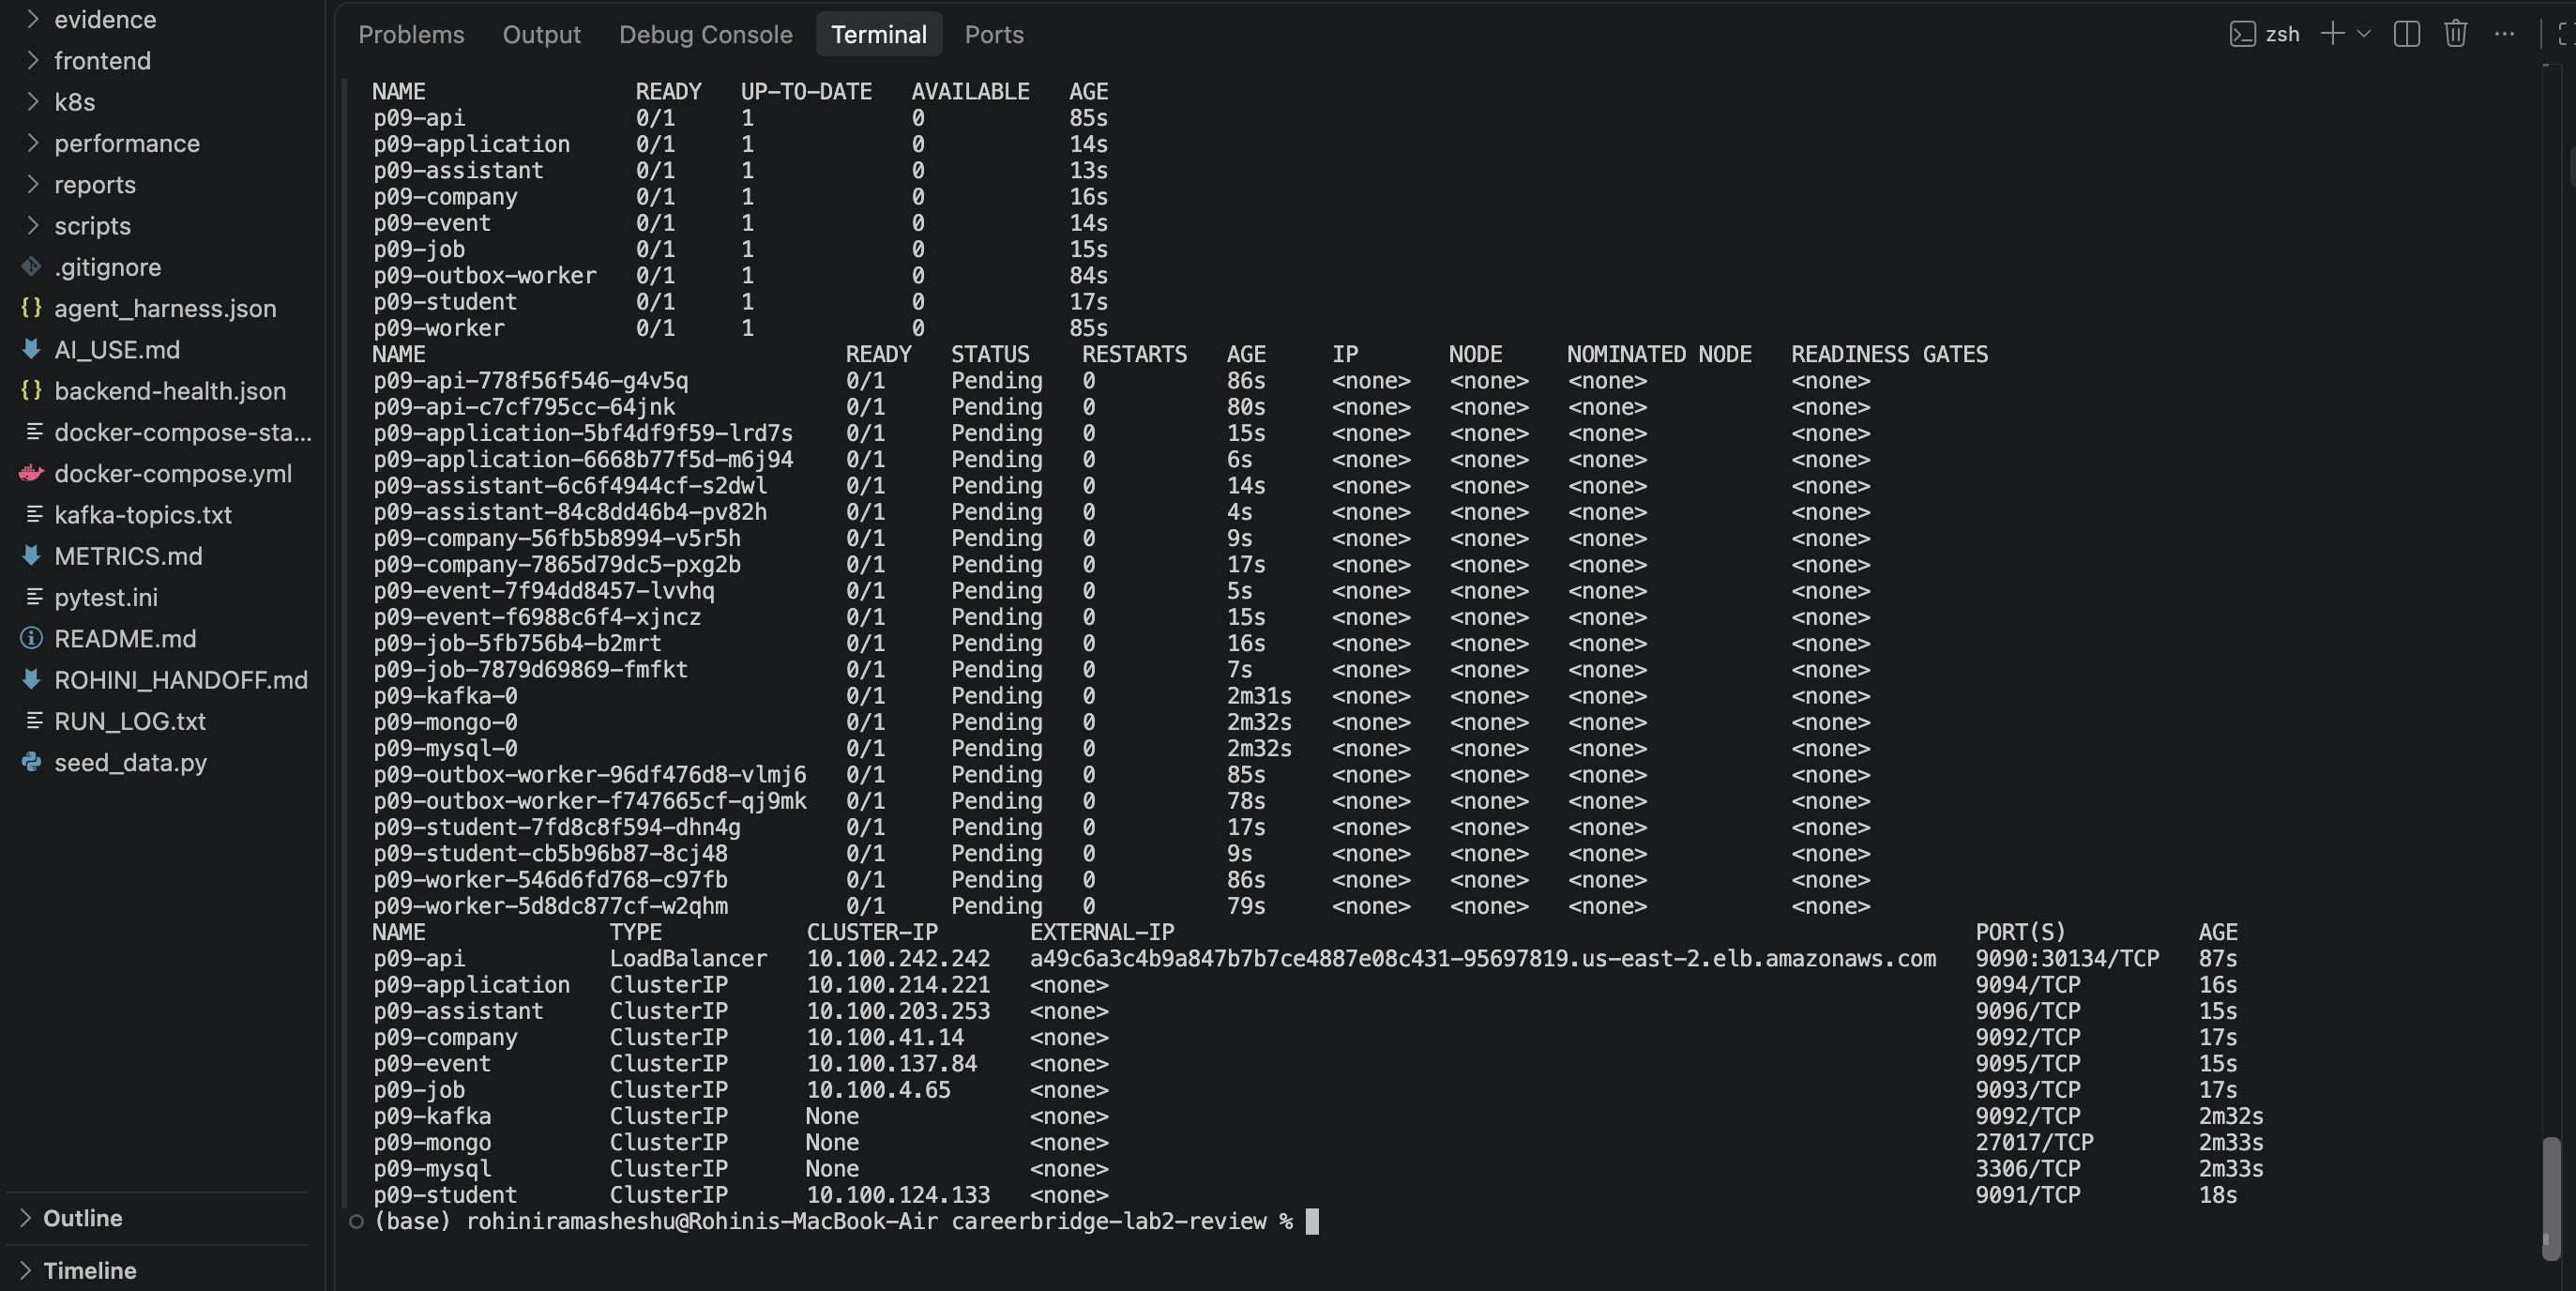 evidence
frontend
k8s
performance
reports
scripts
.gitignore
agent_harness.json
AI_USE.md
backend-health.json
docker-compose-sta...
docker-compose.yml
kafka-topics.txt
METRICS.md
pytest.ini
README.md
ROHINI_HANDOFF.md
RUN_LOG.txt
seed_data.py
Outline
Timeline
Problems Output Debug Console Terminal Ports zsh
NAME READY UP-TO-DATE AVAILABLE AGE
p09-api 0/1 1 0 85s
p09-application 0/1 1 0 14s
p09-assistant 0/1 1 0 13s
p09-company 0/1 1 0 16s
p09-event 0/1 1 0 14s
p09-job 0/1 1 0 15s
p09-outbox-worker 0/1 1 0 84s
p09-student 0/1 1 0 17s
p09-worker 0/1 1 0 85s
NAME READY STATUS RESTARTS AGE IP NODE NOMINATED NODE READINESS GATES
p09-api-778f56f546-g4v5q 0/1 Pending 0 86s <none> <none> <none> <none>
p09-api-c7cf795cc-64jnk 0/1 Pending 0 80s <none> <none> <none> <none>
p09-application-5bf4df9f59-lrd7s 0/1 Pending 0 15s <none> <none> <none> <none>
p09-application-6668b77f5d-m6j94 0/1 Pending 0 6s <none> <none> <none> <none>
p09-assistant-6c6f4944cf-s2dwl 0/1 Pending 0 14s <none> <none> <none> <none>
p09-assistant-84c8dd46b4-pv82h 0/1 Pending 0 4s <none> <none> <none> <none>
p09-company-56fb5b8994-v5r5h 0/1 Pending 0 9s <none> <none> <none> <none>
p09-company-7865d79dc5-pxg2b 0/1 Pending 0 17s <none> <none> <none> <none>
p09-event-7f94dd8457-lvvhq 0/1 Pending 0 5s <none> <none> <none> <none>
p09-event-f6988c6f4-xjncz 0/1 Pending 0 15s <none> <none> <none> <none>
p09-job-5fb756b4-b2mrt 0/1 Pending 0 16s <none> <none> <none> <none>
p09-job-7879d69869-fmfkt 0/1 Pending 0 7s <none> <none> <none> <none>
p09-kafka-0 0/1 Pending 0 2m31s <none> <none> <none> <none>
p09-mongo-0 0/1 Pending 0 2m32s <none> <none> <none> <none>
p09-mysql-0 0/1 Pending 0 2m32s <none> <none> <none> <none>
p09-outbox-worker-96df476d8-vlmj6 0/1 Pending 0 85s <none> <none> <none> <none>
p09-outbox-worker-f747665cf-qj9mk 0/1 Pending 0 78s <none> <none> <none> <none>
p09-student-7fd8c8f594-dhn4g 0/1 Pending 0 17s <none> <none> <none> <none>
p09-student-cb5b96b87-8cj48 0/1 Pending 0 9s <none> <none> <none> <none>
p09-worker-546d6fd768-c97fb 0/1 Pending 0 86s <none> <none> <none> <none>
p09-worker-5d8dc877cf-w2qhm 0/1 Pending 0 79s <none> <none> <none> <none>
NAME TYPE CLUSTER-IP EXTERNAL-IP PORT(S) AGE
p09-api LoadBalancer 10.100.242.242 a49c6a3c4b9a847b7b7ce4887e08c431-95697819.us-east-2.elb.amazonaws.com 9090:30134/TCP 87s
p09-application ClusterIP 10.100.214.221 <none> 9094/TCP 16s
p09-assistant ClusterIP 10.100.203.253 <none> 9096/TCP 15s
p09-company ClusterIP 10.100.41.14 <none> 9092/TCP 17s
p09-event ClusterIP 10.100.137.84 <none> 9095/TCP 15s
p09-job ClusterIP 10.100.4.65 <none> 9093/TCP 17s
p09-kafka ClusterIP None <none> 9092/TCP 2m32s
p09-mongo ClusterIP None <none> 27017/TCP 2m33s
p09-mysql ClusterIP None <none> 3306/TCP 2m33s
p09-student ClusterIP 10.100.124.133 <none> 9091/TCP 18s
(base) rohiniramasheshu@Rohinis-MacBook-Air careerbridge-lab2-review %